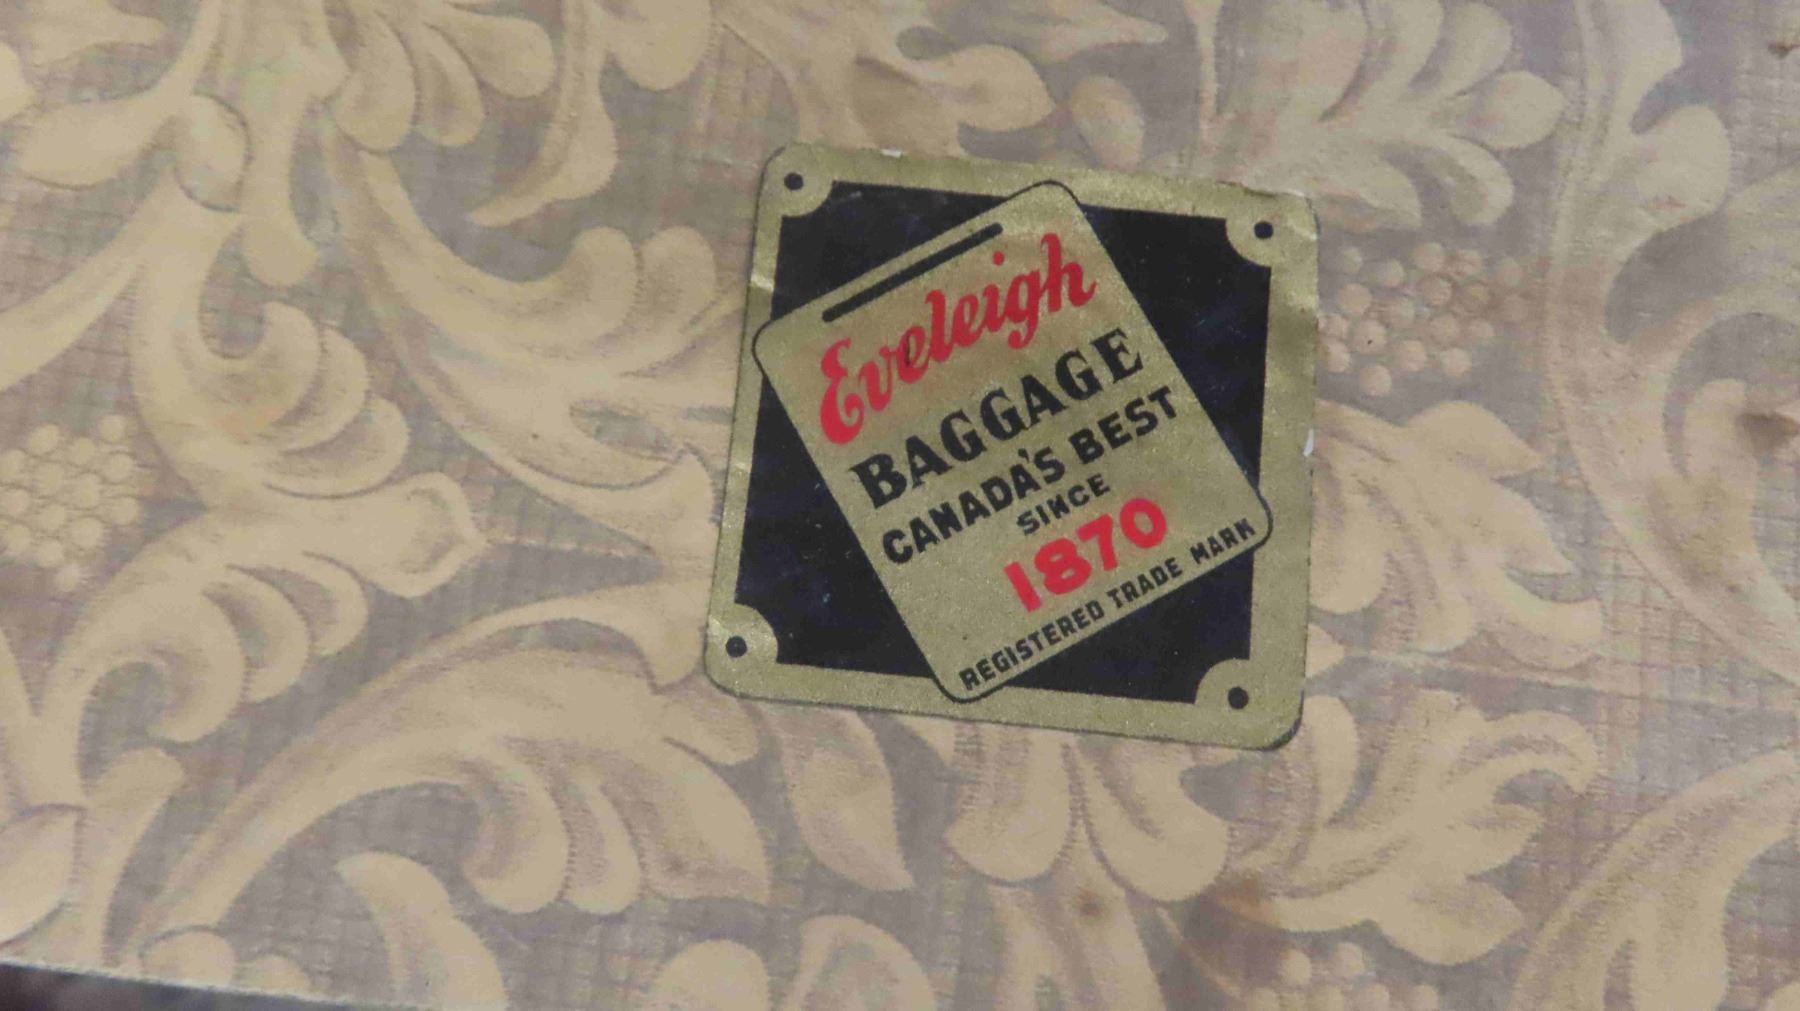 Eveleigh
BAGGAGE
CANADA'S BEST
SINCE
1870
REGISTERED TRADE MARK